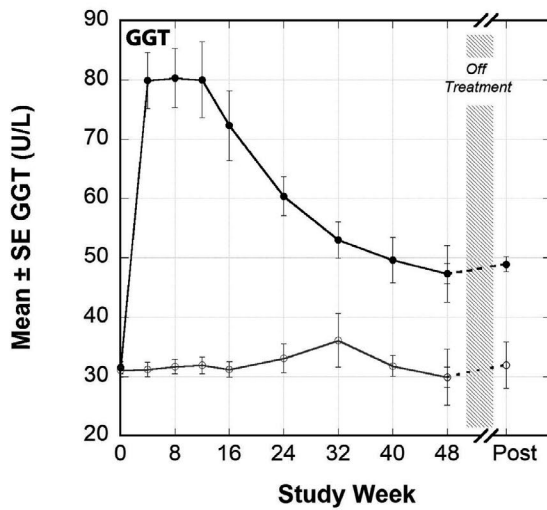 90
GGT
80
70
60
50
40
30
20
Mean ± SE GGT (U/L)
Off
Treatment
0 8 16 24 32 40 48 Post
Study Week